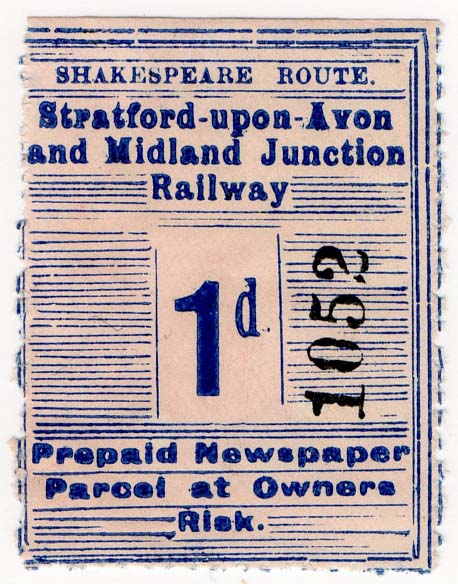 SHAKESPEARE ROUTE.
Stratford-upon-Avon
and Midland Junction
Railway
1d.
1052
Prepaid Newspaper
Parcel at Owners
Risk.